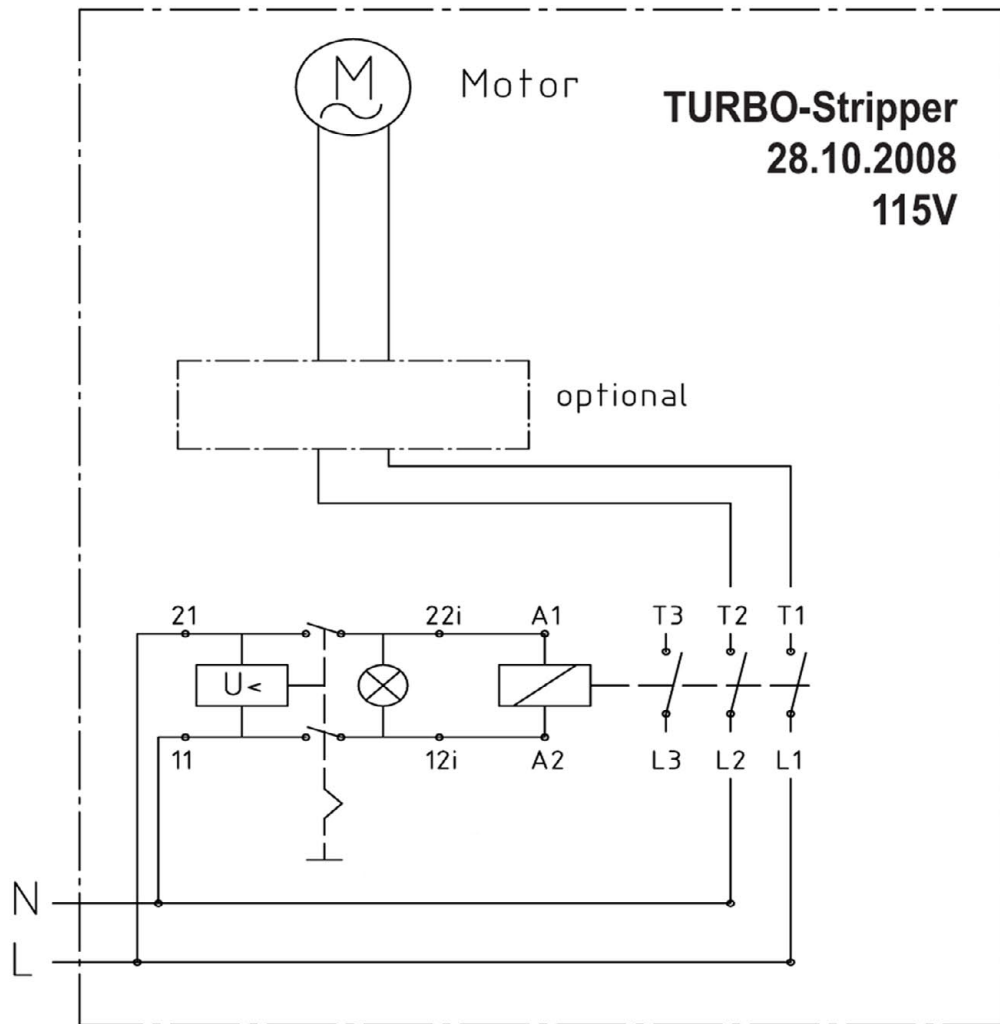 M
Motor
TURBO-Stripper
28.10.2008
115V
optional
21
22i
A1
T3
T2
T1
U<
11
12i
A2
L3
L2
L1
N
L